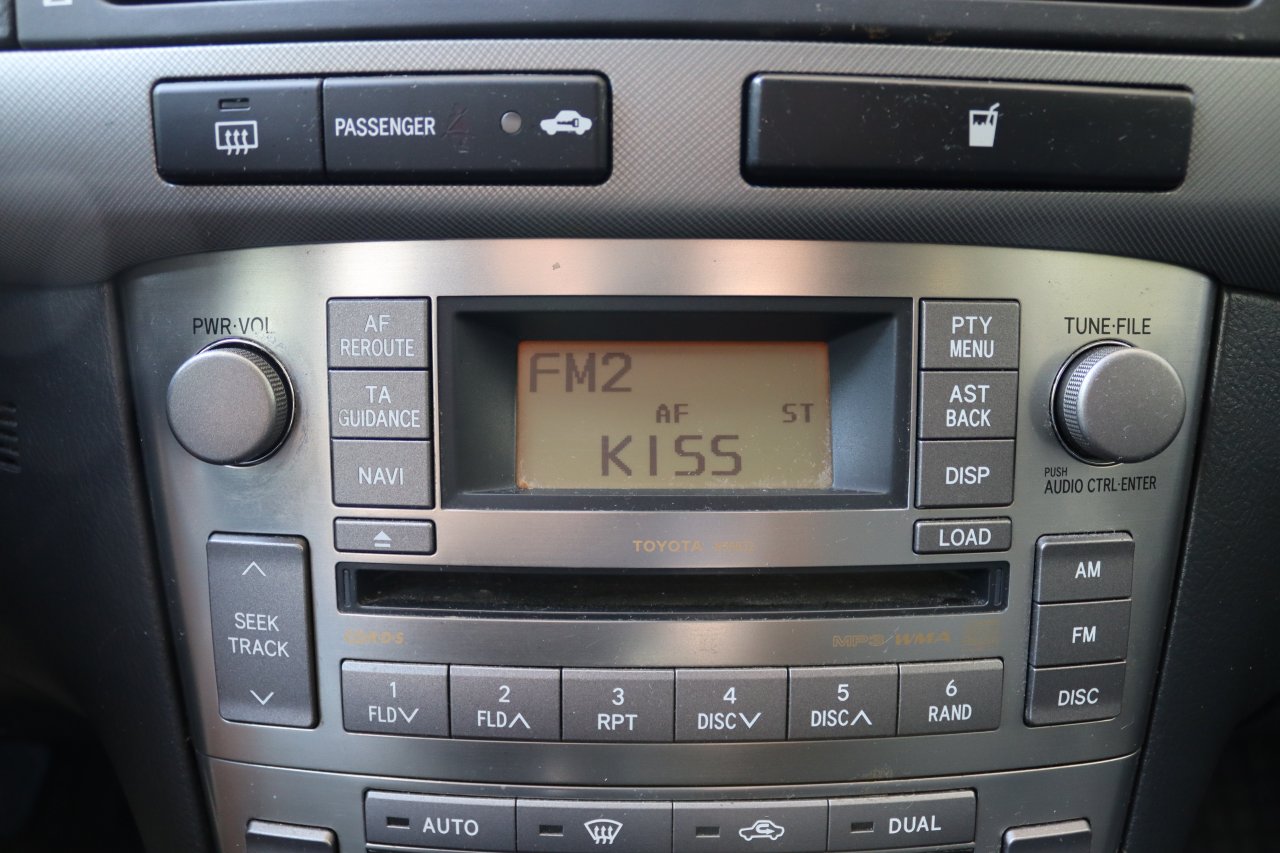 PASSENGER
PWR·VOL
AF
REROUTE
TA
GUIDANCE
NAVI
FM2
AF ST
KISS
PTY
MENU
AST
BACK
DISP
TUNE·FILE
PUSH
AUDIO CTRL·ENTER
TOYOTA
LOAD
SEEK
TRACK
AM
FM
DISC
MP3/WMA
1
FLD
2
FLD
3
RPT
4
DISC
5
DISC
6
RAND
AUTO
DUAL